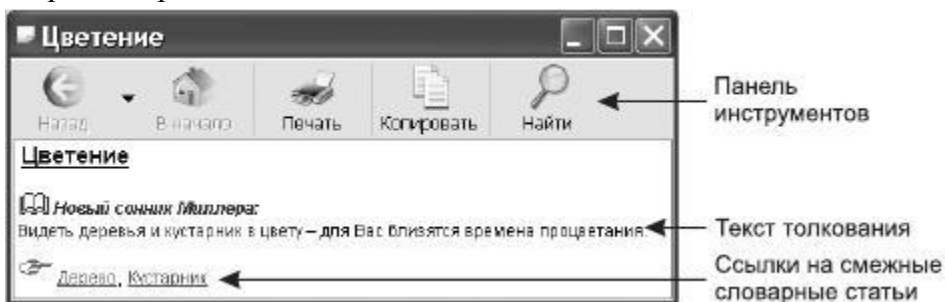 Цветение
Назад В начало Печать Копировать Найти
Панель
инструментов
Цветение
Новый сонник Миллера:
Видеть деревья и кустарник в цвету – для Вас близятся времена процветания.
Текст толкования
Дерево, Кустарник
Ссылки на смежные
словарные статьи